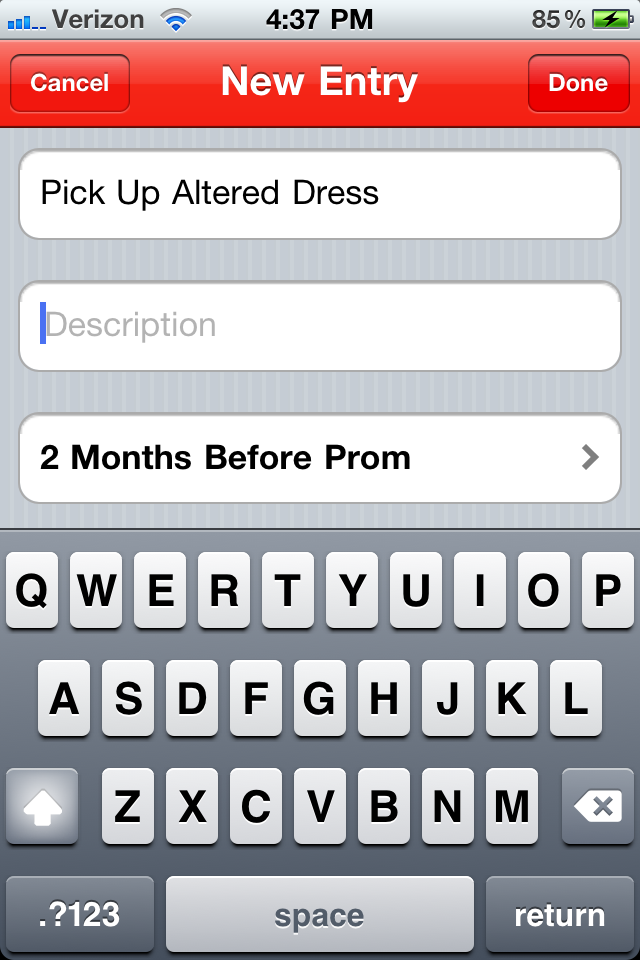 Verizon 4:37 PM 85%
Cancel New Entry Done
Pick Up Altered Dress
Description
2 Months Before Prom
Q W E R T Y U I O P
A S D F G H J K L
Z X C V B N M
.?123 space return